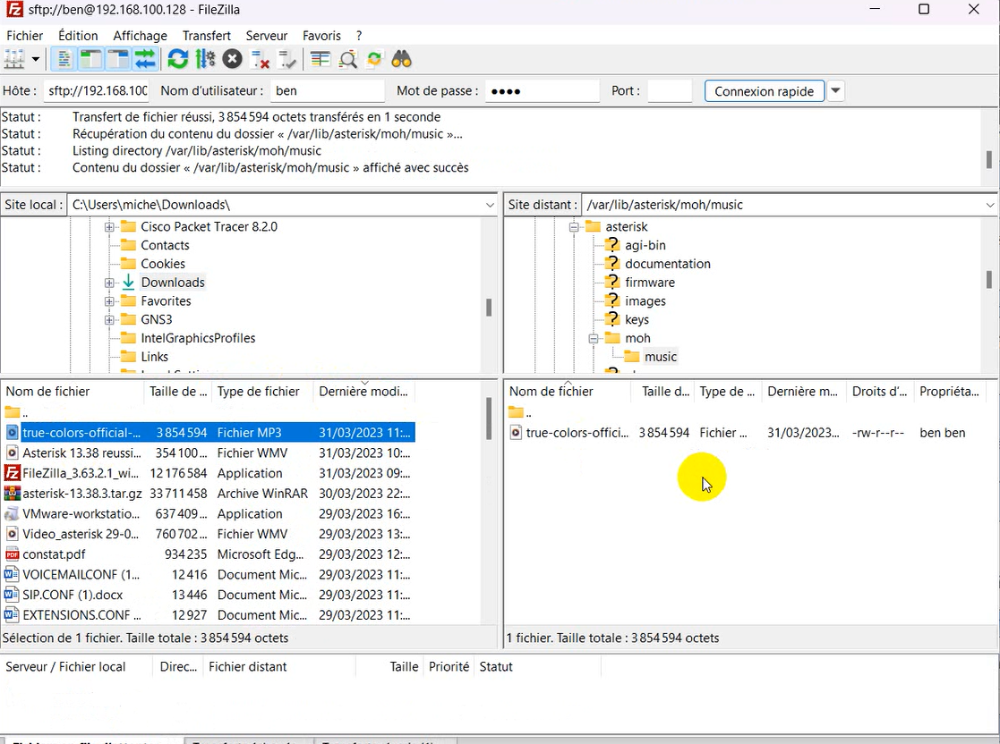 sftp://ben@192.168.100.128 - FileZilla
Fichier Édition Affichage Transfert Serveur Favoris ?
Hôte : sftp://192.168.100 Nom d'utilisateur : ben Mot de passe : •••• Port : Connexion rapide
Statut : Transfert de fichier réussi, 3 854 594 octets transférés en 1 seconde
Statut : Récupération du contenu du dossier « /var/lib/asterisk/moh/music »...
Statut : Listing directory /var/lib/asterisk/moh/music
Statut : Contenu du dossier « /var/lib/asterisk/moh/music » affiché avec succès
Site local : C:\Users\miche\Downloads\
Cisco Packet Tracer 8.2.0
Contacts
Cookies
Downloads
Favorites
GNS3
IntelGraphicsProfiles
Links
Site distant : /var/lib/asterisk/moh/music
asterisk
? agi-bin
? documentation
? firmware
? images
? keys
moh
music
Nom de fichier Taille de ... Type de fichier Dernière modi...
..
true-colors-official-... 3 854 594 Fichier MP3 31/03/2023 11:...
Asterisk 13.38 reussi... 354 100... Fichier WMV 31/03/2023 10:...
FileZilla_3.63.2.1_wi... 12 176 584 Application 31/03/2023 09:...
asterisk-13.38.3.tar.gz 33 711 458 Archive WinRAR 30/03/2023 22:...
VMware-workstatio... 637 409... Application 29/03/2023 16:...
Video_asterisk 29-0... 760 702... Fichier WMV 29/03/2023 13:...
constat.pdf 934 235 Microsoft Edg... 29/03/2023 12:...
VOICEMAILCONF (1... 12 416 Document Mic... 29/03/2023 11:...
SIP.CONF (1).docx 13 446 Document Mic... 29/03/2023 11:...
EXTENSIONS.CONF ... 12 927 Document Mic... 29/03/2023 11:...
Sélection de 1 fichier. Taille totale : 3 854 594 octets
Nom de fichier Taille d... Type de ... Dernière m... Droits d'... Propriéta...
..
true-colors-offici... 3 854 594 Fichier ... 31/03/2023... -rw-r--r-- ben ben
1 fichier. Taille totale : 3 854 594 octets
Serveur / Fichier local Direc... Fichier distant Taille Priorité Statut